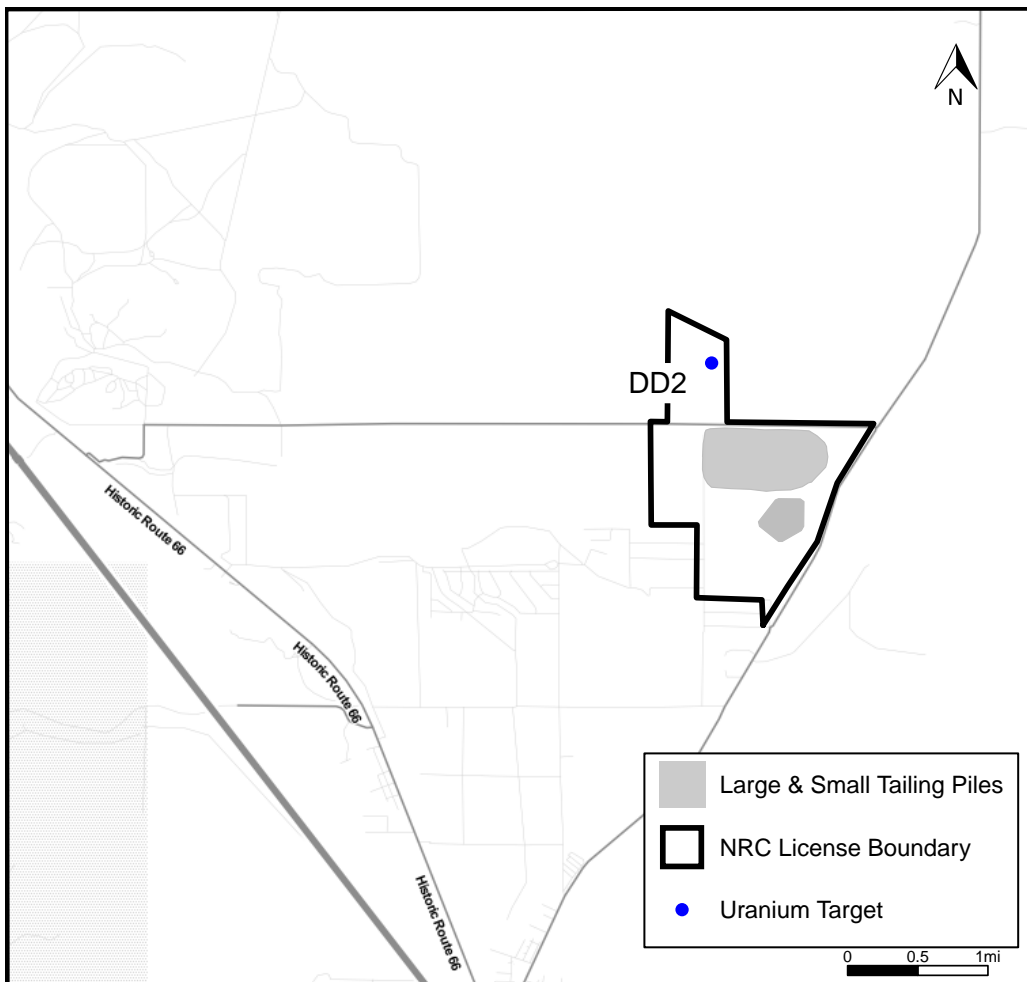 N
DD2
Historic Route 66
Historic Route 66
Historic Route 66
Large & Small Tailing Piles
NRC License Boundary
Uranium Target
0 0.5 1mi